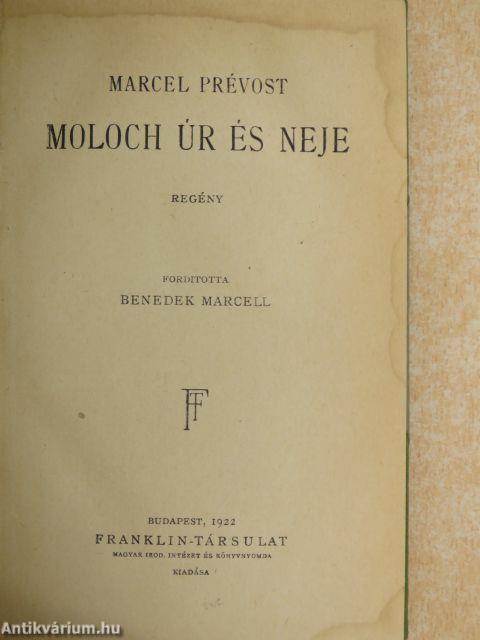 MARCEL PRÉVOST
MOLOCH ÚR ÉS NEJE
REGÉNY
FORDITOTTA
BENEDEK MARCELL
FT
BUDAPEST, 1922
FRANKLIN-TÁRSULAT
MAGYAR IROD. INTÉZET ÉS KÖNYVNYOMDA
KIADÁSA
Antikvárium.hu